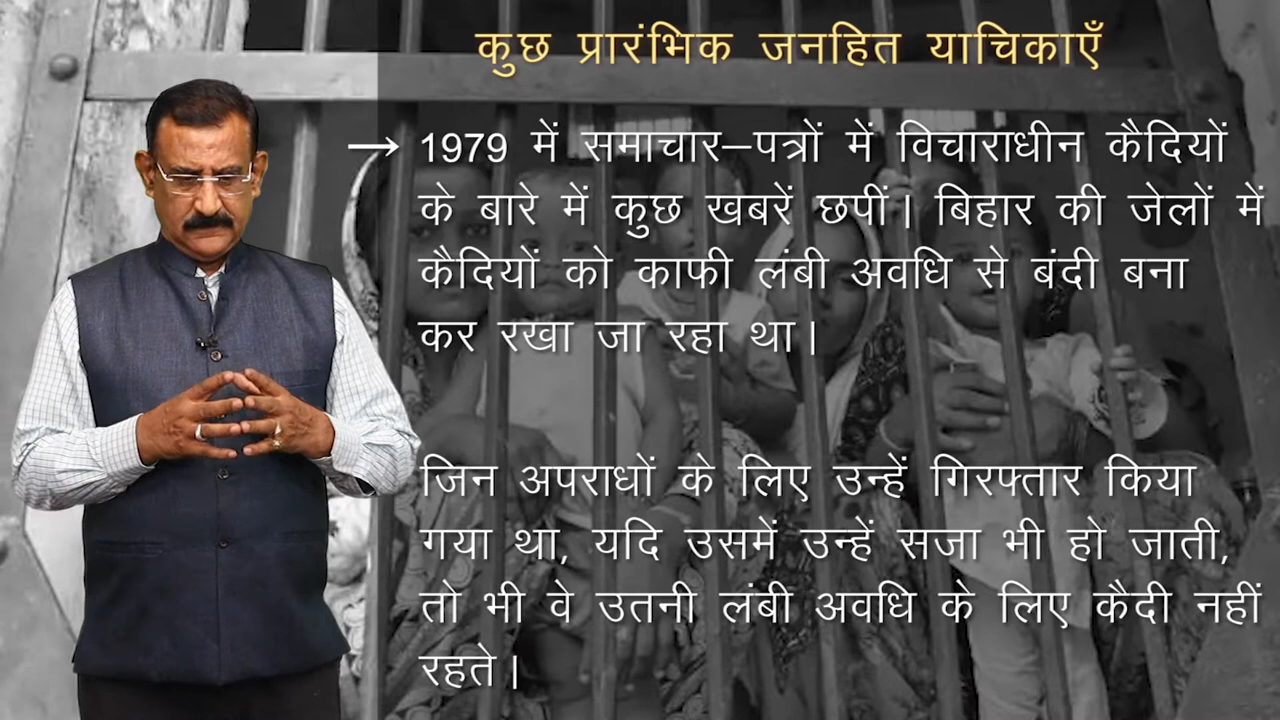 कुछ प्रारंभिक जनहित याचिकाएँ
→ 1979 में समाचार–पत्रों में विचाराधीन कैदियों
के बारे में कुछ खबरें छपीं। बिहार की जेलों में
कैदियों को काफी लंबी अवधि से बंदी बना
कर रखा जा रहा था।
जिन अपराधों के लिए उन्हें गिरफ्तार किया
गया था, यदि उसमें उन्हें सजा भी हो जाती,
तो भी वे उतनी लंबी अवधि के लिए कैदी नहीं
रहते।